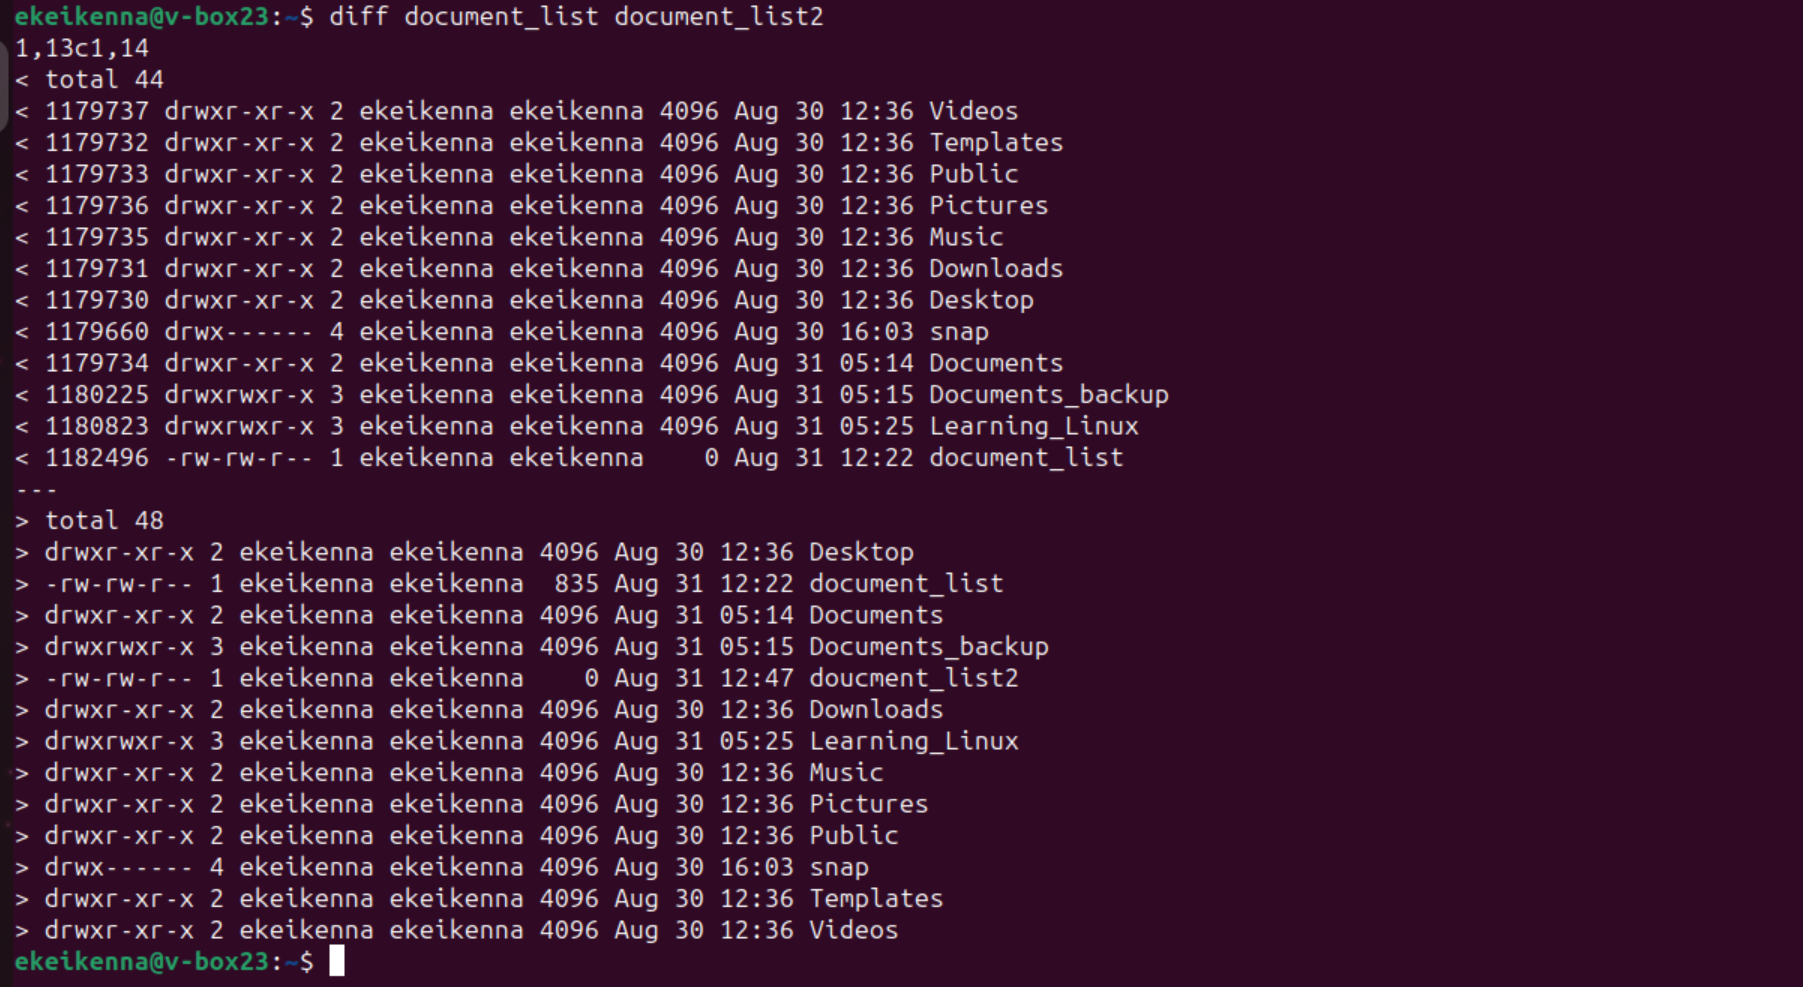 ekeikenna@v-box23:~$ diff document_list document_list2
1,13c1,14
< total 44
< 1179737 drwxr-xr-x 2 ekeikenna ekeikenna 4096 Aug 30 12:36 Videos
< 1179732 drwxr-xr-x 2 ekeikenna ekeikenna 4096 Aug 30 12:36 Templates
< 1179733 drwxr-xr-x 2 ekeikenna ekeikenna 4096 Aug 30 12:36 Public
< 1179736 drwxr-xr-x 2 ekeikenna ekeikenna 4096 Aug 30 12:36 Pictures
< 1179735 drwxr-xr-x 2 ekeikenna ekeikenna 4096 Aug 30 12:36 Music
< 1179731 drwxr-xr-x 2 ekeikenna ekeikenna 4096 Aug 30 12:36 Downloads
< 1179730 drwxr-xr-x 2 ekeikenna ekeikenna 4096 Aug 30 12:36 Desktop
< 1179660 drwx------ 4 ekeikenna ekeikenna 4096 Aug 30 16:03 snap
< 1179734 drwxr-xr-x 2 ekeikenna ekeikenna 4096 Aug 31 05:14 Documents
< 1180225 drwxrwxr-x 3 ekeikenna ekeikenna 4096 Aug 31 05:15 Documents_backup
< 1180823 drwxrwxr-x 3 ekeikenna ekeikenna 4096 Aug 31 05:25 Learning_Linux
< 1182496 -rw-rw-r-- 1 ekeikenna ekeikenna    0 Aug 31 12:22 document_list
---
> total 48
> drwxr-xr-x 2 ekeikenna ekeikenna 4096 Aug 30 12:36 Desktop
> -rw-rw-r-- 1 ekeikenna ekeikenna  835 Aug 31 12:22 document_list
> drwxr-xr-x 2 ekeikenna ekeikenna 4096 Aug 31 05:14 Documents
> drwxrwxr-x 3 ekeikenna ekeikenna 4096 Aug 31 05:15 Documents_backup
> -rw-rw-r-- 1 ekeikenna ekeikenna    0 Aug 31 12:47 doucment_list2
> drwxr-xr-x 2 ekeikenna ekeikenna 4096 Aug 30 12:36 Downloads
> drwxrwxr-x 3 ekeikenna ekeikenna 4096 Aug 31 05:25 Learning_Linux
> drwxr-xr-x 2 ekeikenna ekeikenna 4096 Aug 30 12:36 Music
> drwxr-xr-x 2 ekeikenna ekeikenna 4096 Aug 30 12:36 Pictures
> drwxr-xr-x 2 ekeikenna ekeikenna 4096 Aug 30 12:36 Public
> drwx------ 4 ekeikenna ekeikenna 4096 Aug 30 16:03 snap
> drwxr-xr-x 2 ekeikenna ekeikenna 4096 Aug 30 12:36 Templates
> drwxr-xr-x 2 ekeikenna ekeikenna 4096 Aug 30 12:36 Videos
ekeikenna@v-box23:~$